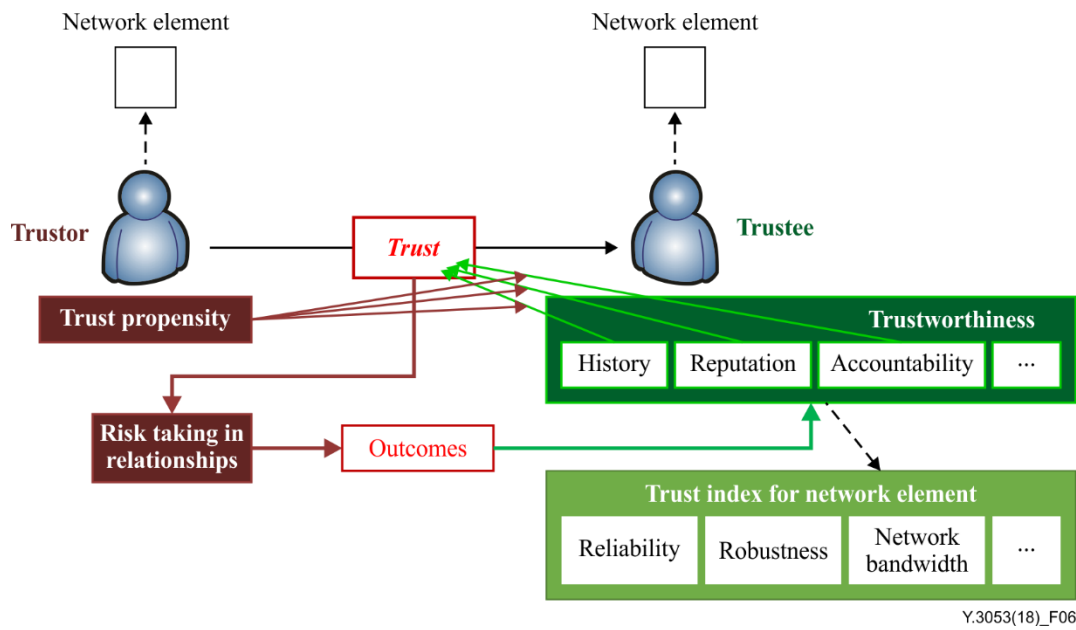 Network element
Network element
Trustor
Trust
Trustee
Trust propensity
Trustworthiness
History
Reputation
Accountability
...
Risk taking in
relationships
Outcomes
Trust index for network element
Reliability
Robustness
Network
bandwidth
...
Y.3053(18)_F06